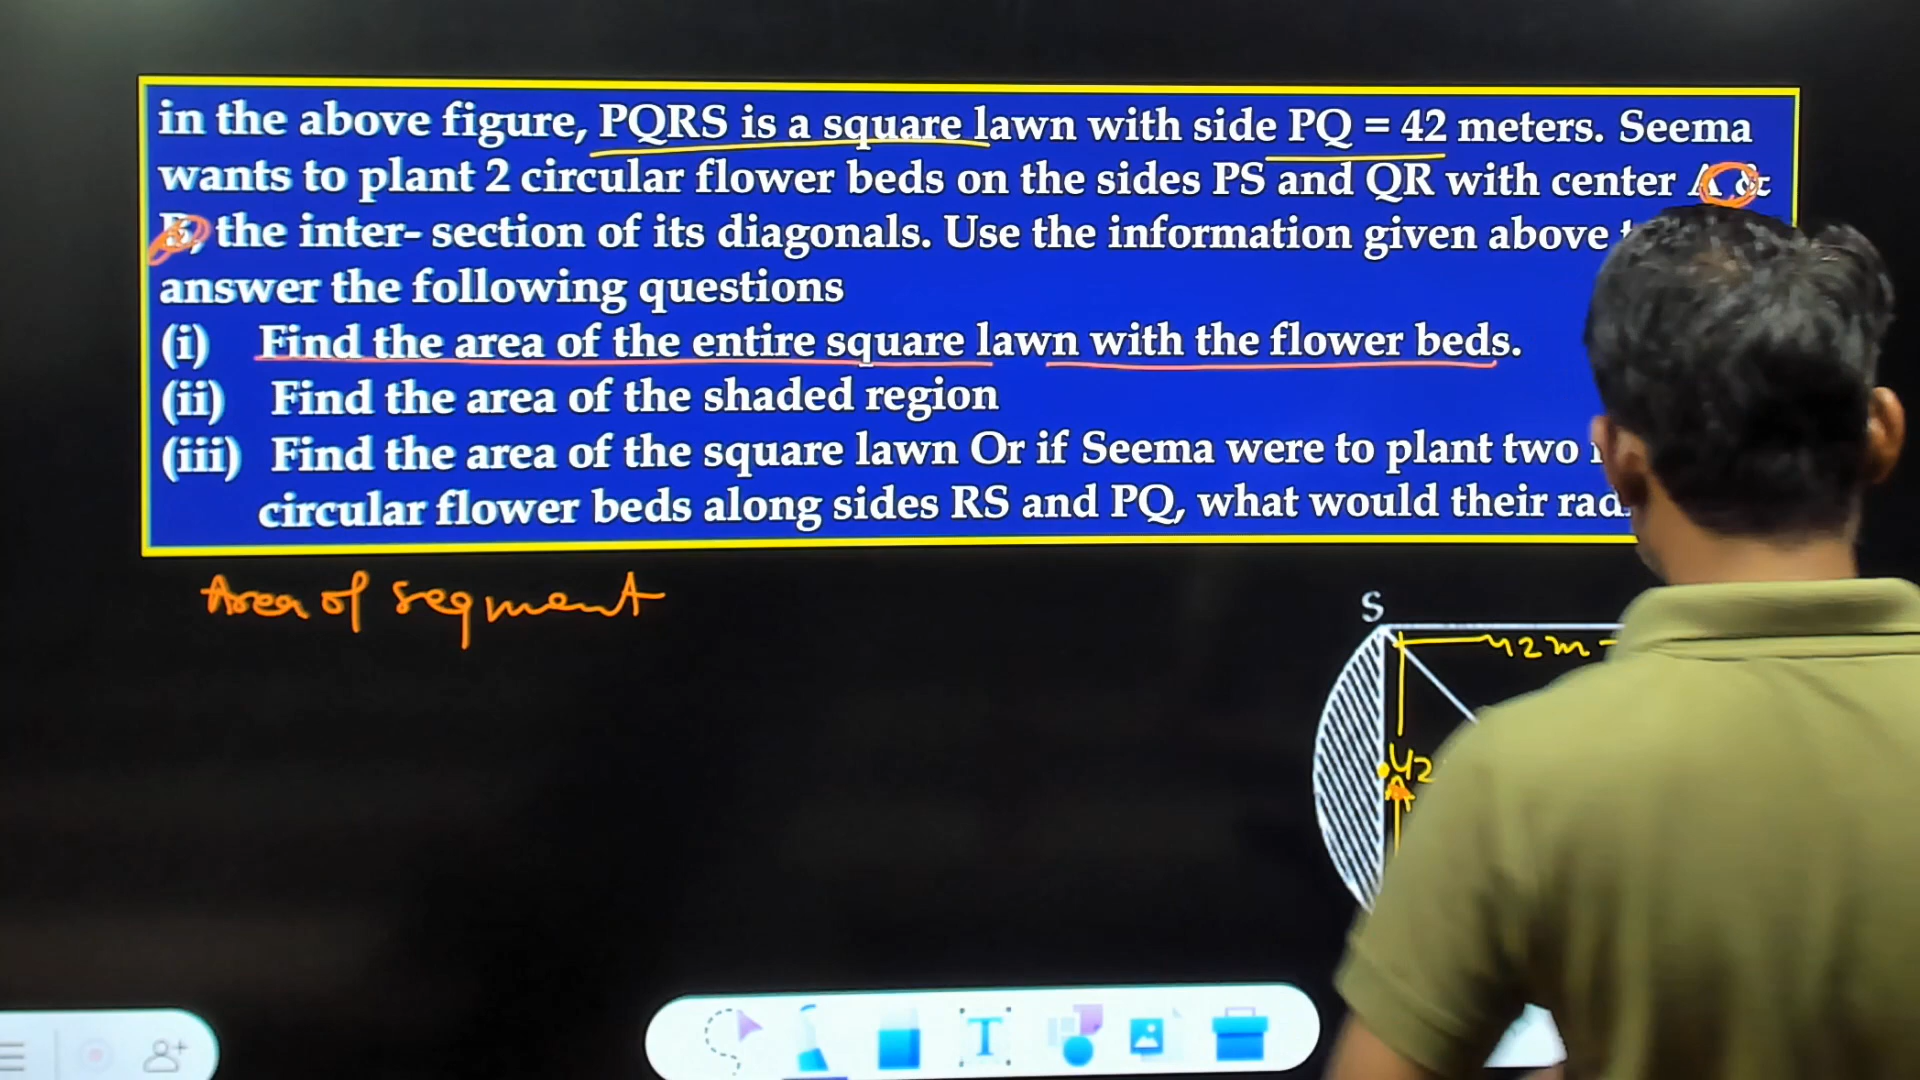 in the above figure, PQRS is a square lawn with side PQ = 42 meters. Seema
wants to plant 2 circular flower beds on the sides PS and QR with center A &
the inter- section of its diagonals. Use the information given above
answer the following questions
(i) Find the area of the entire square lawn with the flower beds.
(ii) Find the area of the shaded region
(iii) Find the area of the square lawn Or if Seema were to plant two
circular flower beds along sides RS and PQ, what would their
Area of segment
S
42m
42
A
T